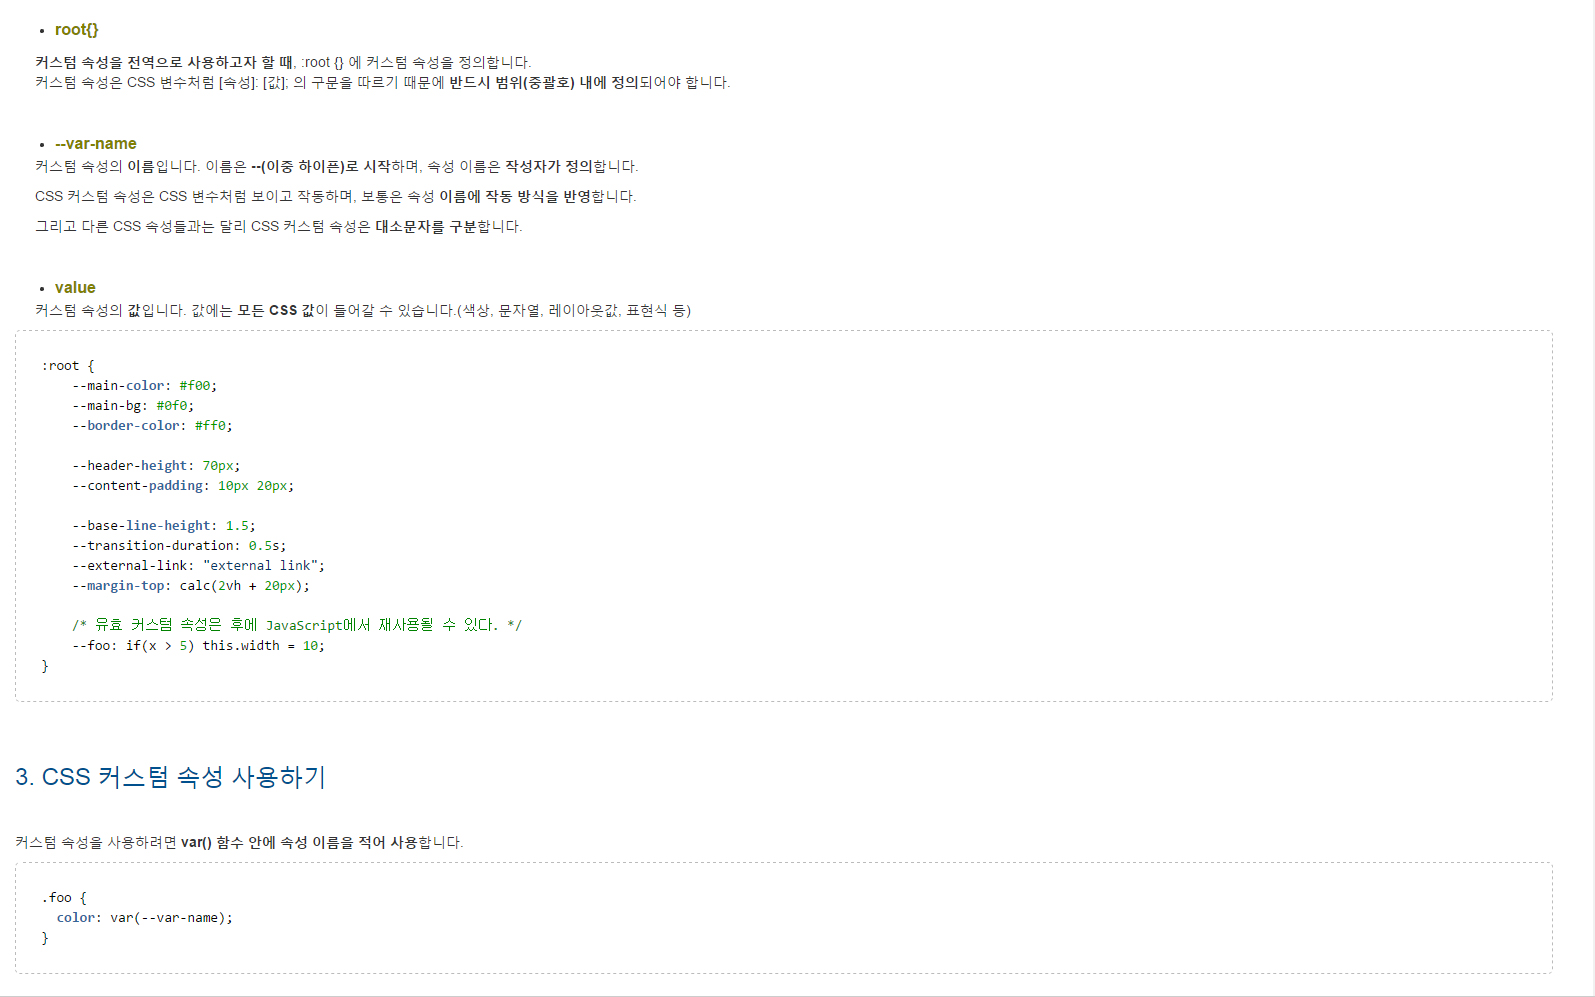 root{}
커스텀 속성을 전역으로 사용하고자 할 때, :root {} 에 커스텀 속성을 정의합니다.
커스텀 속성은 CSS 변수처럼 [속성]: [값]; 의 구문을 따르기 때문에 반드시 범위(중괄호) 내에 정의되어야 합니다.
--var-name
커스텀 속성의 이름입니다. 이름은 --(이중 하이픈)로 시작하며, 속성 이름은 작성자가 정의합니다.
CSS 커스텀 속성은 CSS 변수처럼 보이고 작동하며, 보통은 속성 이름에 작동 방식을 반영합니다.
그리고 다른 CSS 속성들과는 달리 CSS 커스텀 속성은 대소문자를 구분합니다.
value
커스텀 속성의 값입니다. 값에는 모든 CSS 값이 들어갈 수 있습니다.(색상, 문자열, 레이아웃값, 표현식 등)
:root {
--main-color: #f00;
--main-bg: #0f0;
--border-color: #ff0;
--header-height: 70px;
--content-padding: 10px 20px;
--base-line-height: 1.5;
--transition-duration: 0.5s;
--external-link: "external link";
--margin-top: calc(2vh + 20px);
/* 유효 커스텀 속성은 후에 JavaScript에서 재사용될 수 있다. */
--foo: if(x > 5) this.width = 10;
}
3. CSS 커스텀 속성 사용하기
커스텀 속성을 사용하려면 var() 함수 안에 속성 이름을 적어 사용합니다.
.foo {
color: var(--var-name);
}